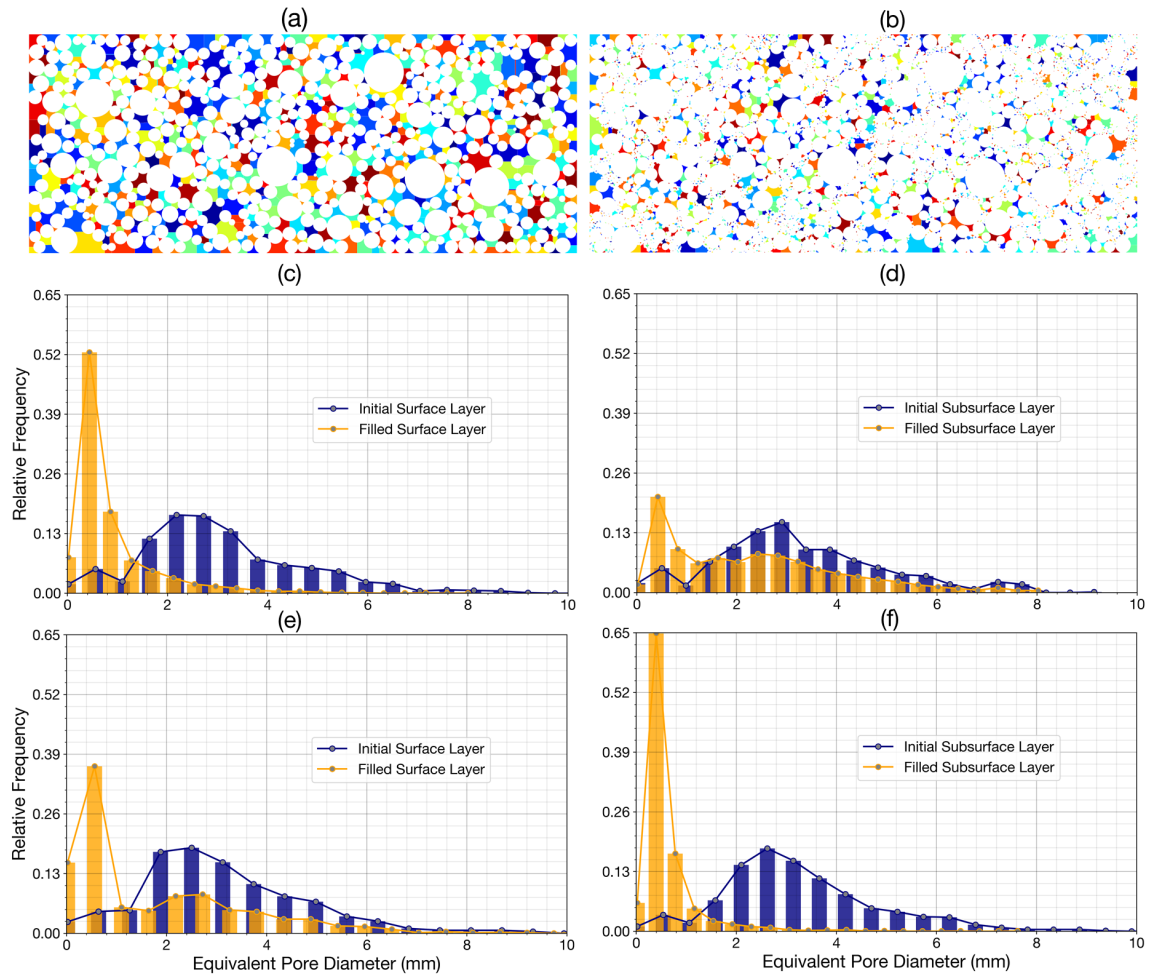 (a)
(b)
(c)
(d)
0.65
0.52
0.39
0.26
0.13
0.00
Relative Frequency
Initial Surface Layer
Filled Surface Layer
0 2 4 6 8 10
0.65
0.52
0.39
0.26
0.13
0.00
Initial Subsurface Layer
Filled Subsurface Layer
0 2 4 6 8 10
(e)
(f)
0.65
0.52
0.39
0.26
0.13
0.00
Relative Frequency
Initial Surface Layer
Filled Surface Layer
0 2 4 6 8 10
Equivalent Pore Diameter (mm)
0.65
0.52
0.39
0.26
0.13
0.00
Initial Subsurface Layer
Filled Surface Layer
0 2 4 6 8 10
Equivalent Pore Diameter (mm)